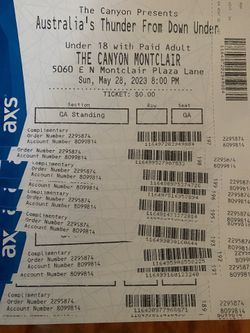 The Canyon Presents
Australia's Thunder From Down Under
Under 18 with Paid Adult
THE CANYON MONTCLAIR
5060 E N Montclair Plaza Lane
Sun, May 28, 2023 8:00 PM
TICKET: $0.00
axs
Section Row Seat
GA Standing GA
Complimentary
Order Number 2295874
Account Number 8099814
Complimentary
Order Number 2295874
Account Number 8099814
Order Number 2295874
Account Number 8099814
Order Number 2295874
Account Number 8099814
Order Number 2295874
Account Number 8099814
Complimentary
Order Number 2295874
Account Number 8099814